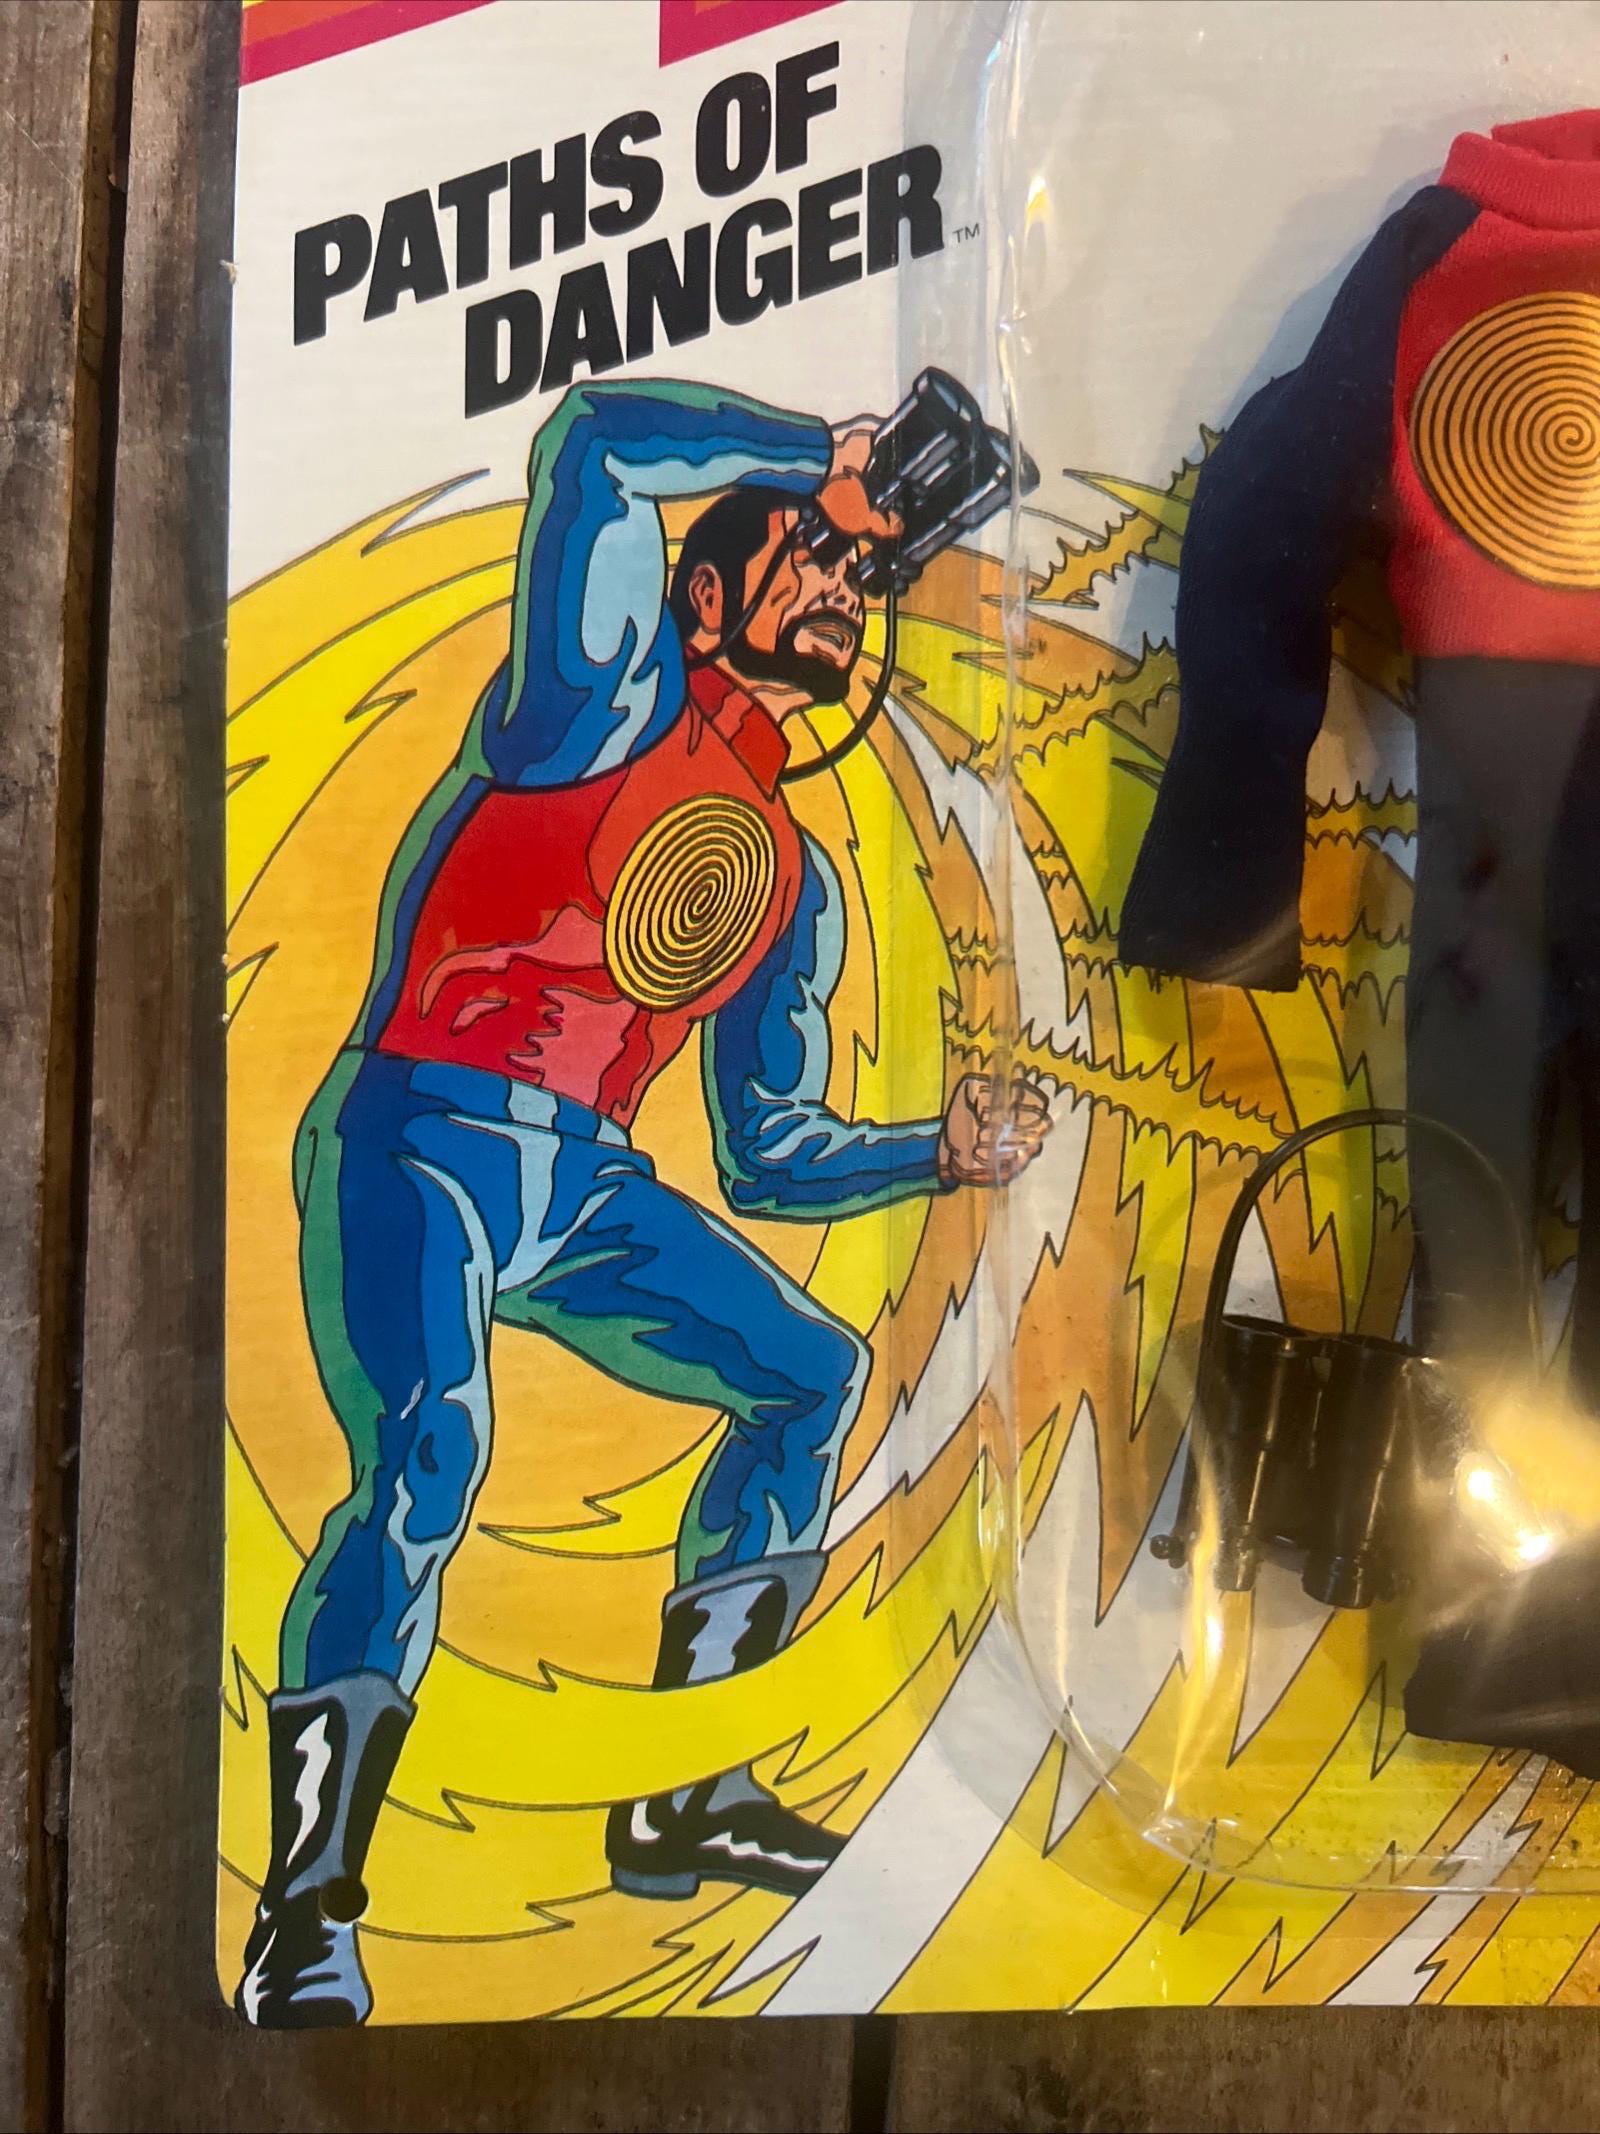 PATHS OF
DANGER™